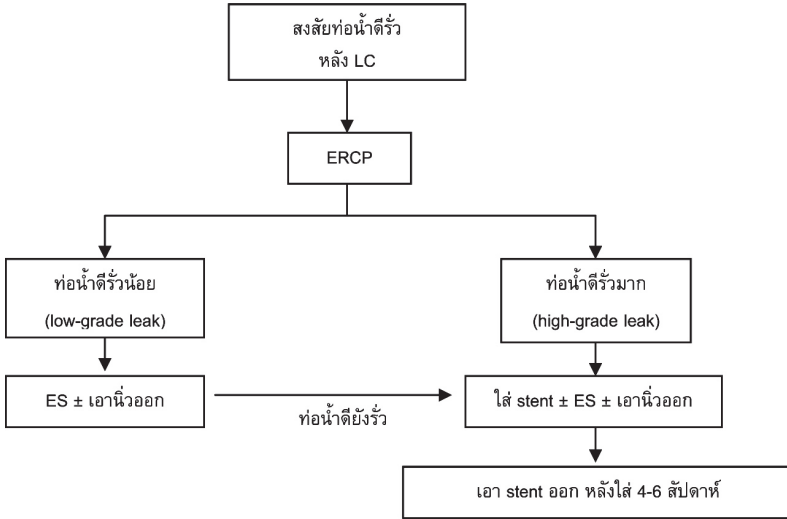 สงสัยท่อน้ำดีรั่ว
หลัง LC
ERCP
ท่อน้ำดีรั่วน้อย
(low-grade leak)
ท่อน้ำดีรั่วมาก
(high-grade leak)
ES ± เอานิ่วออก
ท่อน้ำดียังรั่ว
ใส่ stent ± ES ± เอานิ่วออก
เอา stent ออก หลังใส่ 4-6 สัปดาห์